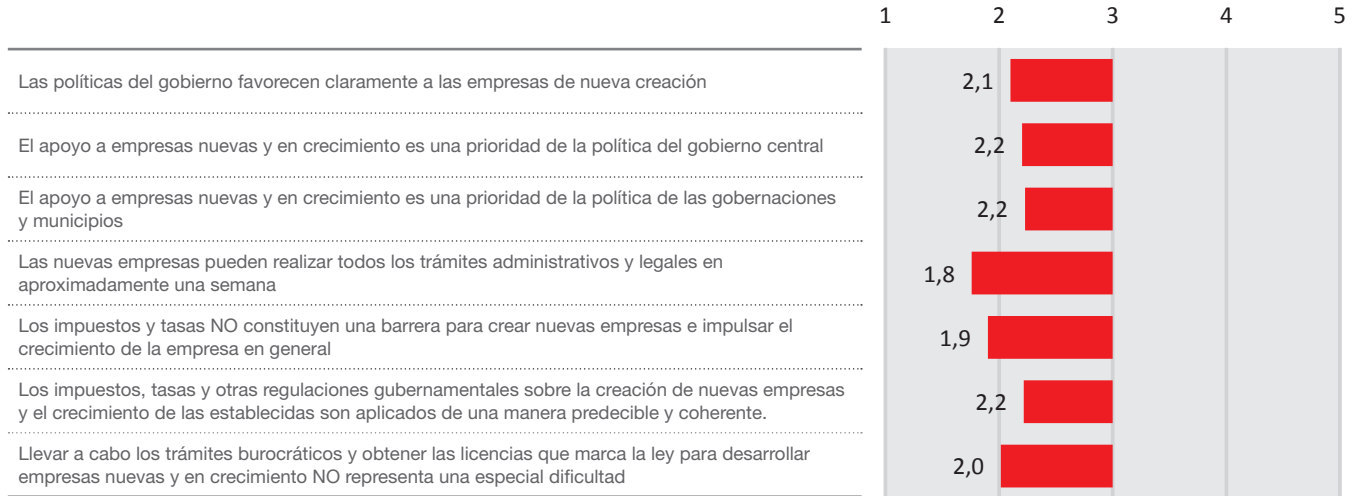 1 2 3 4 5
Las políticas del gobierno favorecen claramente a las empresas de nueva creación
2,1
El apoyo a empresas nuevas y en crecimiento es una prioridad de la política del gobierno central
2,2
El apoyo a empresas nuevas y en crecimiento es una prioridad de la política de las gobernaciones
y municipios
2,2
Las nuevas empresas pueden realizar todos los trámites administrativos y legales en
aproximadamente una semana
1,8
Los impuestos y tasas NO constituyen una barrera para crear nuevas empresas e impulsar el
crecimiento de la empresa en general
1,9
Los impuestos, tasas y otras regulaciones gubernamentales sobre la creación de nuevas empresas
y el crecimiento de las establecidas son aplicados de una manera predecible y coherente.
2,2
Llevar a cabo los trámites burocráticos y obtener las licencias que marca la ley para desarrollar
empresas nuevas y en crecimiento NO representa una especial dificultad
2,0